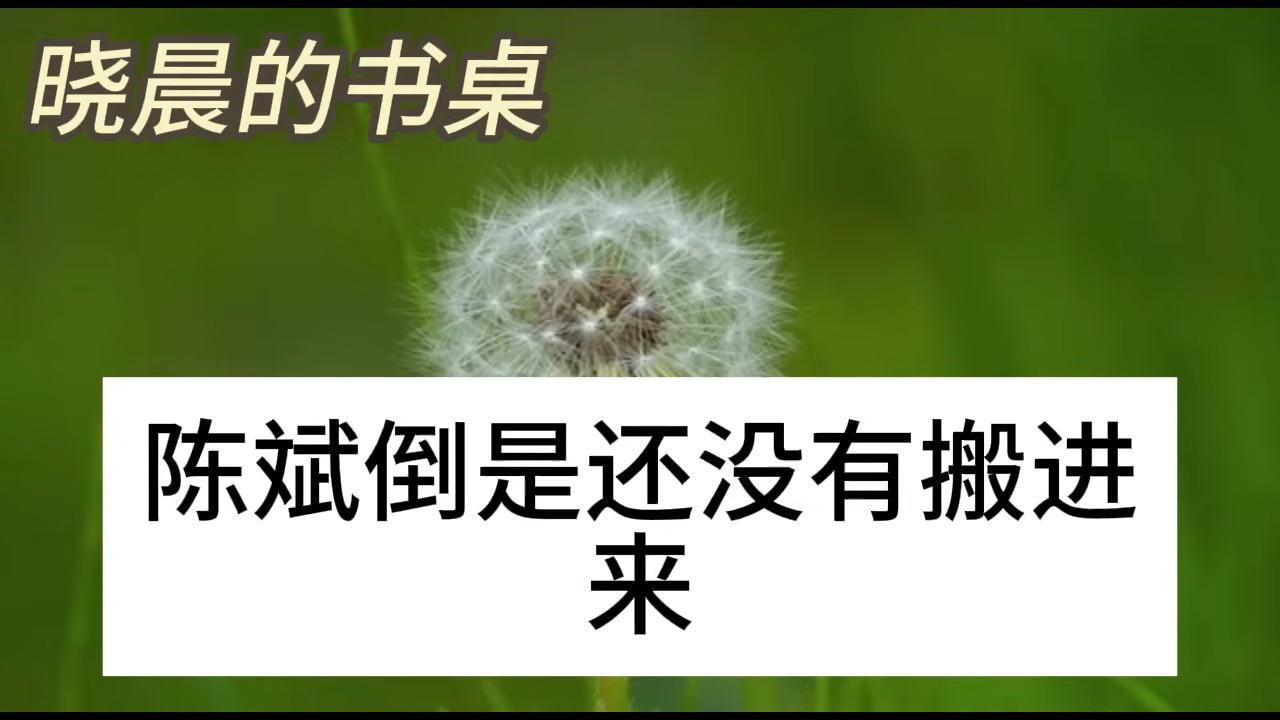 晓晨的书桌
陈斌倒是还没有搬进
来